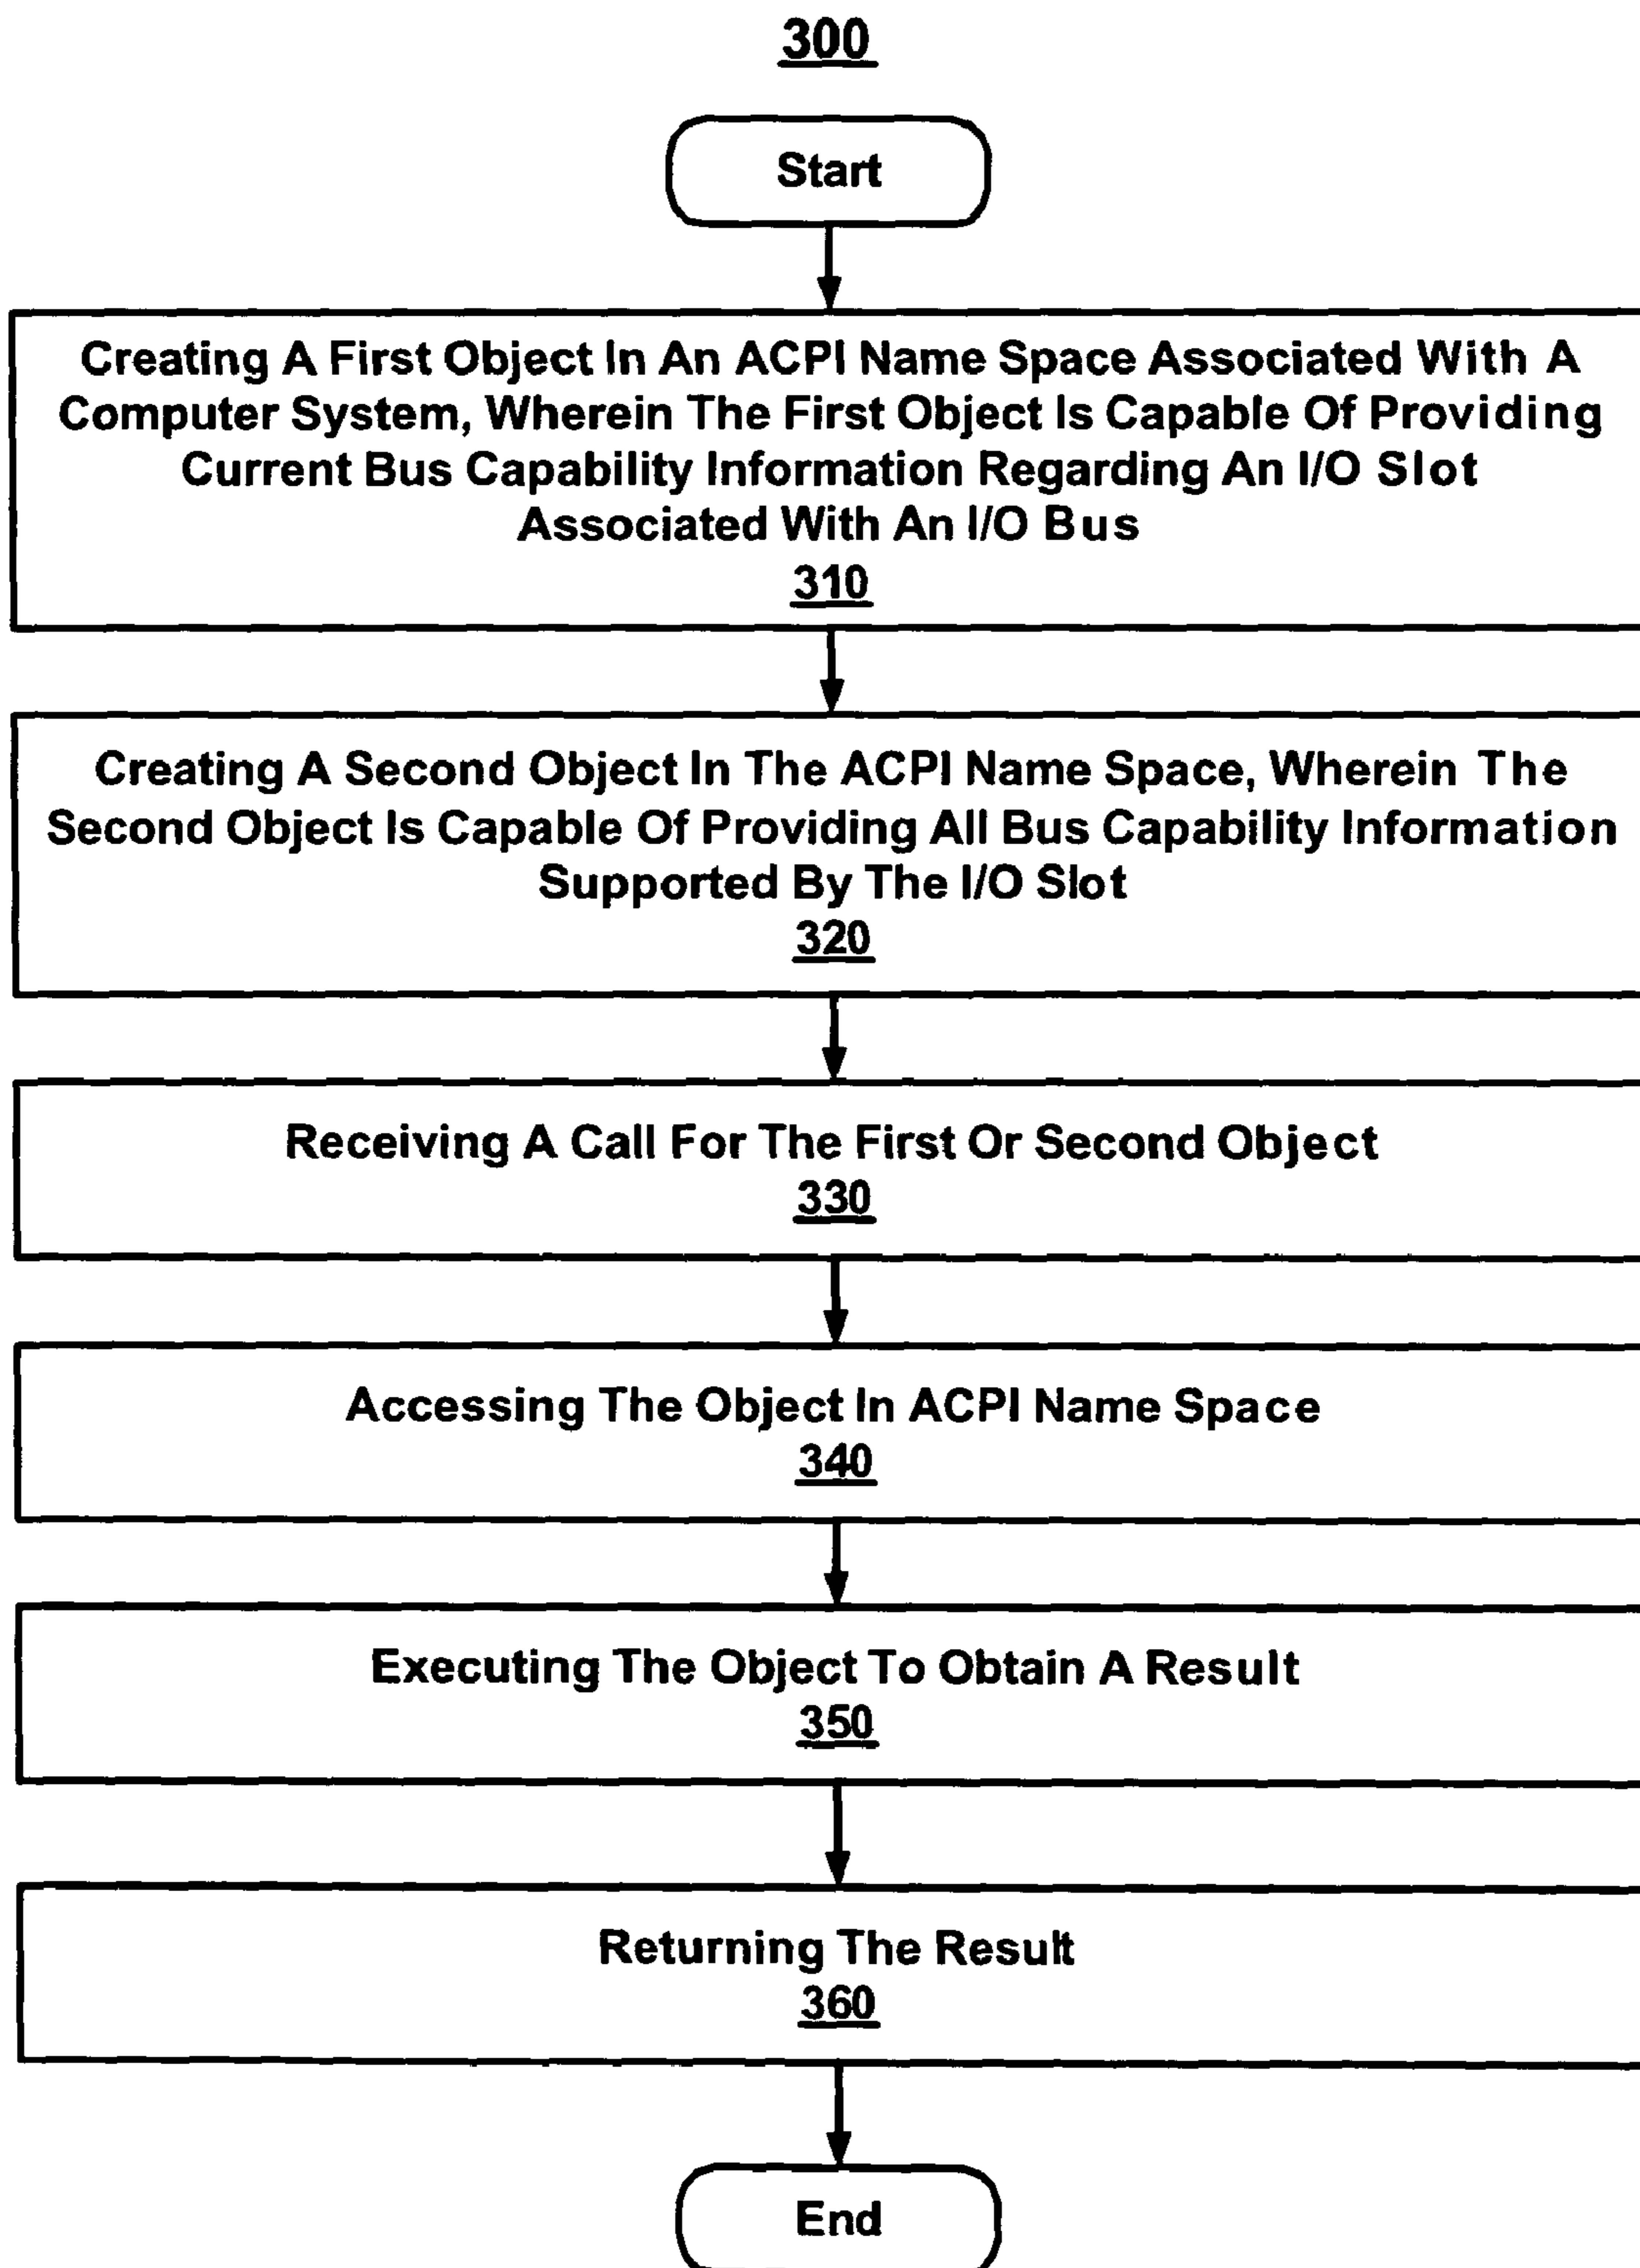 300
Start
Creating A First Object In An ACPI Name Space Associated With A
Computer System, Wherein The First Object Is Capable Of Providing
Current Bus Capability Information Regarding An I/O Slot
Associated With An I/O Bus
310
Creating A Second Object In The ACPI Name Space, Wherein The
Second Object Is Capable Of Providing All Bus Capability Information
Supported By The I/O Slot
320
Receiving A Call For The First Or Second Object
330
Accessing The Object In ACPI Name Space
340
Executing The Object To Obtain A Result
350
Returning The Result
360
End